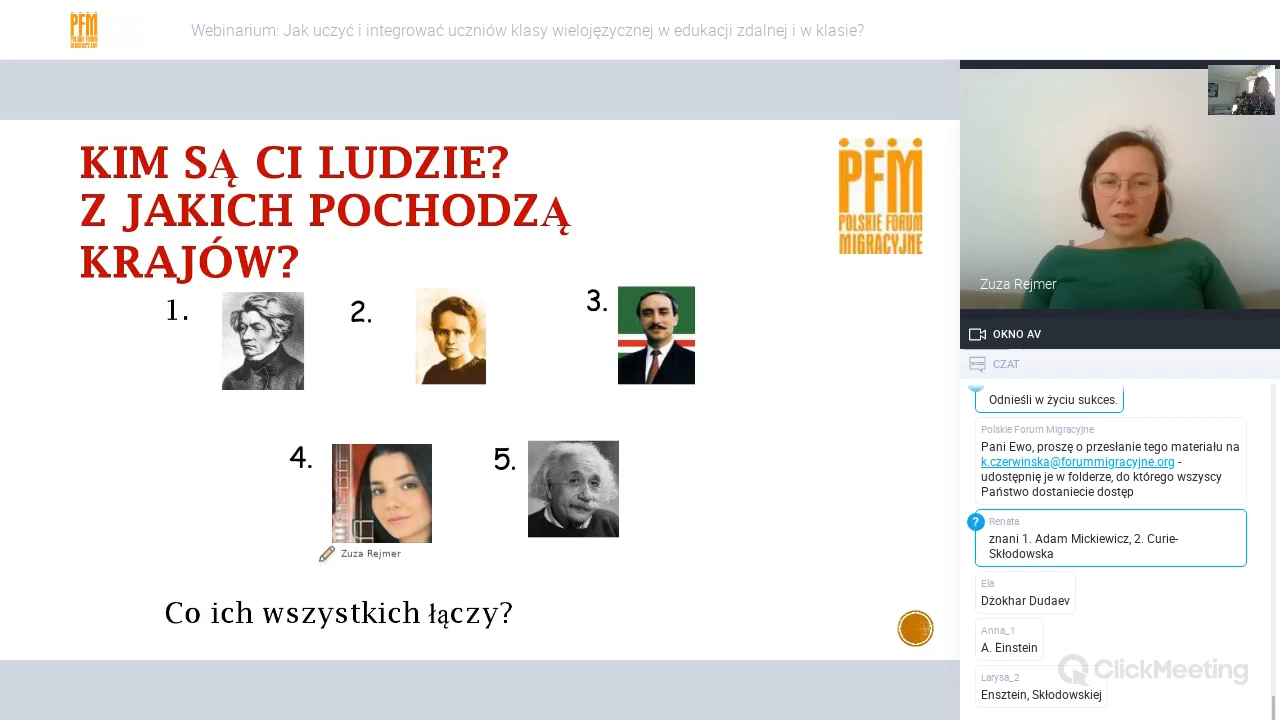 PFM
Webinarium: Jak uczyć i integrować uczniów klasy wielojęzycznej w edukacji zdalnej i w klasie?
KIM SĄ CI LUDZIE?
Z JAKICH POCHODZĄ
KRAJÓW?
PFM
POLSKIE FORUM
MIGRACYJNE
1.
2.
3.
4.
5.
Zuza Rejmer
Co ich wszystkich łączy?
Zuza Rejmer
OKNO AV
CZAT
Odnieśli w życiu sukces.
Polskie Forum Migracyjne
Pani Ewo, proszę o przesłanie tego materiału na
k.czerwinska@forummigracyjne.org -
udostępnię je w folderze, do którego wszyscy
Państwo dostaniecie dostęp
?
Renata
znani 1. Adam Mickiewicz, 2. Curie-
Skłodowska
Ela
Dżokhar Dudaev
Anna_1
A. Einstein
Larysa_2
Ensztein, Skłodowskiej
ClickMeeting